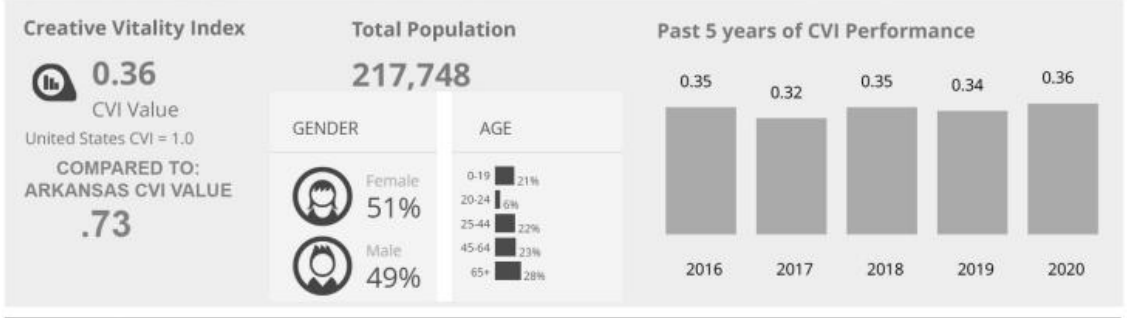 Creative Vitality Index
0.36
CVI Value
United States CVI = 1.0
COMPARED TO:
ARKANSAS CVI VALUE
.73
Total Population
217,748
GENDER
Female
51%
Male
49%
AGE
0-19 21%
20-24 6%
25-44 22%
45-64 23%
65+ 28%
Past 5 years of CVI Performance
0.35 0.32 0.35 0.34 0.36
2016 2017 2018 2019 2020